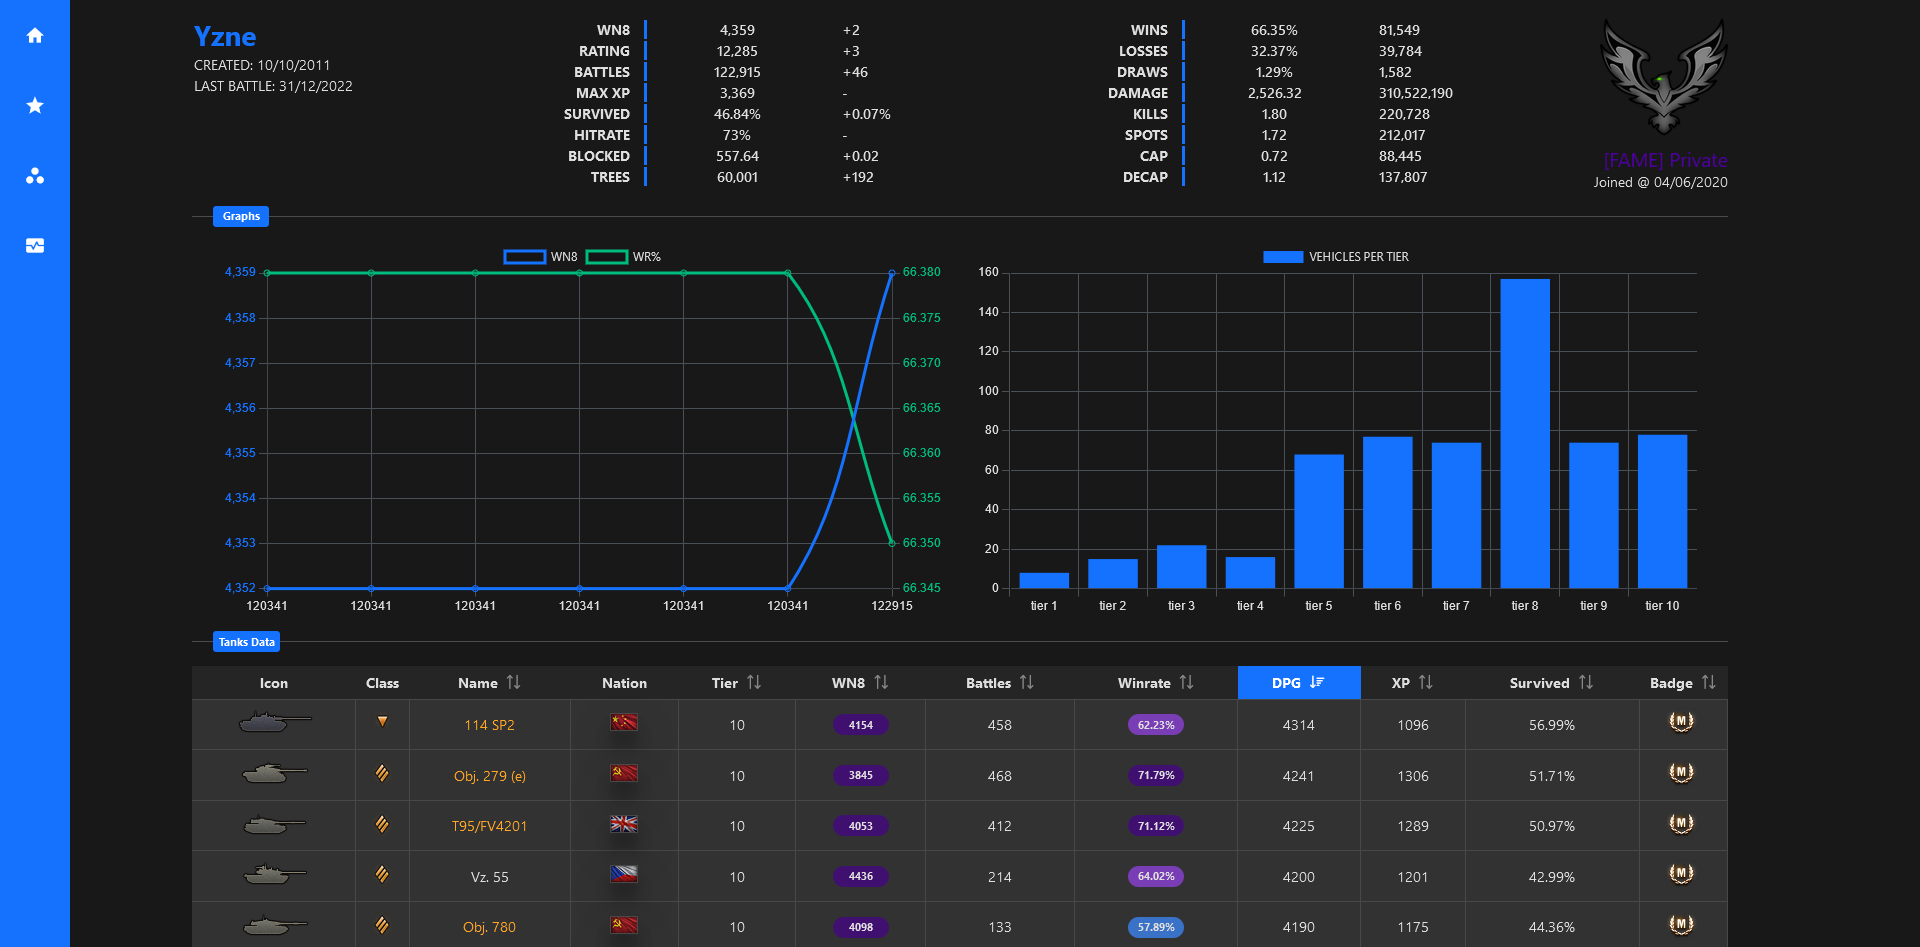 Yzne
CREATED: 10/10/2011
LAST BATTLE: 31/12/2022
WN8 4,359 +2
RATING 12,285 +3
BATTLES 122,915 +46
MAX XP 3,369 -
SURVIVED 46.84% +0.07%
HITRATE 73% -
BLOCKED 557.64 +0.02
TREES 60,001 +192
WINS 66.35% 81,549
LOSSES 32.37% 39,784
DRAWS 1.29% 1,582
DAMAGE 2,526.32 310,522,190
KILLS 1.80 220,728
SPOTS 1.72 212,017
CAP 0.72 88,445
DECAP 1.12 137,807
[FAME] Private
Joined @ 04/06/2020
Graphs
WN8 WR%
4,359 66.380
4,358 66.375
4,357 66.370
4,356 66.365
4,355 66.360
4,354 66.355
4,353 66.350
4,352 66.345
120341 120341 120341 120341 120341 120341 122915
VEHICLES PER TIER
160
140
120
100
80
60
40
20
0
tier 1 tier 2 tier 3 tier 4 tier 5 tier 6 tier 7 tier 8 tier 9 tier 10
Tanks Data
Icon Class Name Nation Tier WN8 Battles Winrate DPG XP Survived Badge
114 SP2 10 4154 458 62.23% 4314 1096 56.99% M
Obj. 279 (e) 10 3845 468 71.79% 4241 1306 51.71% M
T95/FV4201 10 4053 412 71.12% 4225 1289 50.97% M
Vz. 55 10 4436 214 64.02% 4200 1201 42.99% M
Obj. 780 10 4098 133 57.89% 4190 1175 44.36% M